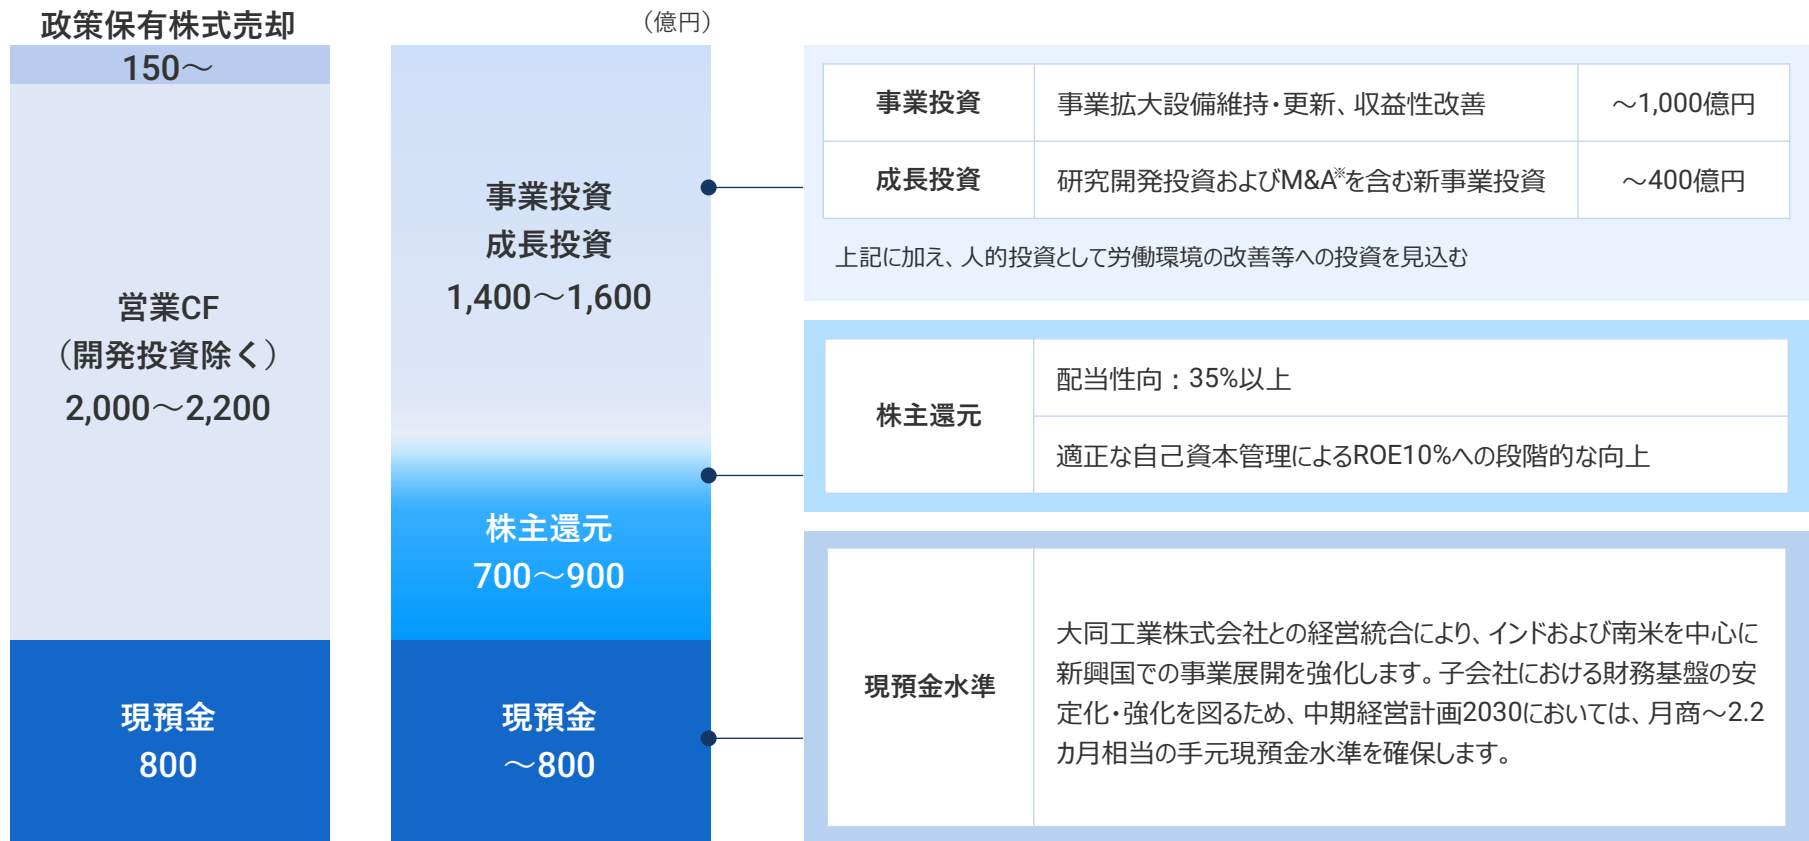 政策保有株式売却
150～
営業CF
（開発投資除く）
2,000～2,200
現預金
800
（億円）
事業投資
成長投資
1,400～1,600
株主還元
700～900
現預金
～800
事業投資
事業拡大設備維持・更新、収益性改善
～1,000億円
成長投資
研究開発投資およびM&A※を含む新事業投資
～400億円
上記に加え、人的投資として労働環境の改善等への投資を見込む
株主還元
配当性向：35%以上
適正な自己資本管理によるROE10%への段階的な向上
現預金水準
大同工業株式会社との経営統合により、インドおよび南米を中心に
新興国での事業展開を強化します。子会社における財務基盤の安
定化・強化を図るため、中期経営計画2030においては、月商～2.2
カ月相当の手元現預金水準を確保します。